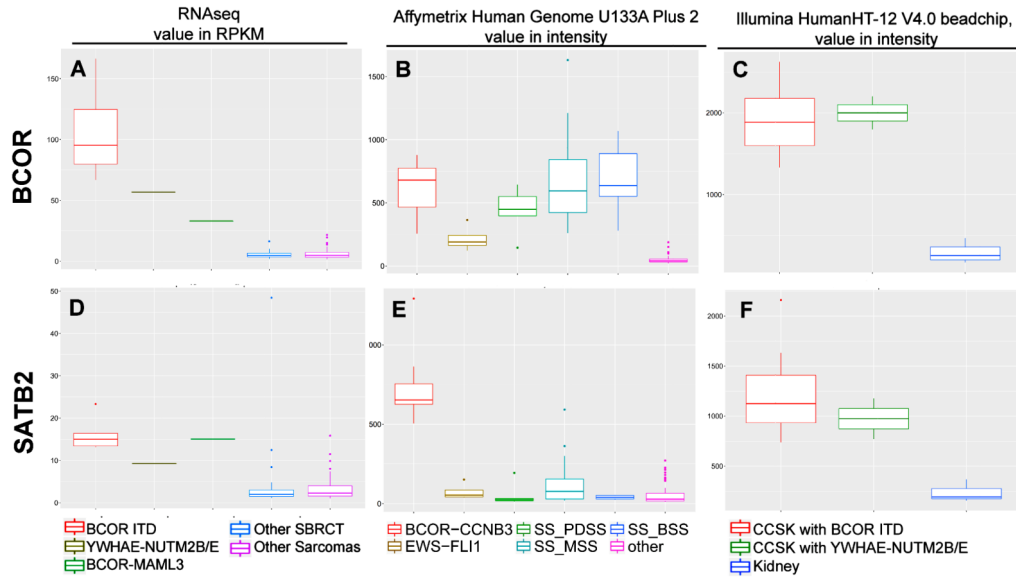 RNAseq
value in RPKM
Affymetrix Human Genome U133A Plus 2
value in intensity
Illumina HumanHT-12 V4.0 beadchip,
value in intensity
BCOR
A
150
100
50
0
B
1500
1000
500
0
C
2000
1000
SATB2
D
50
40
30
20
10
0
E
000
500
0
F
2000
1500
1000
500
BCOR ITD
Other SBRCT
YWHAE-NUTM2B/E
Other Sarcomas
BCOR-MAML3
BCOR-CCNB3
SS_PDSS
SS_BSS
EWS-FLI1
SS_MSS
other
CCSK with BCOR ITD
CCSK with YWHAE-NUTM2B/E
Kidney